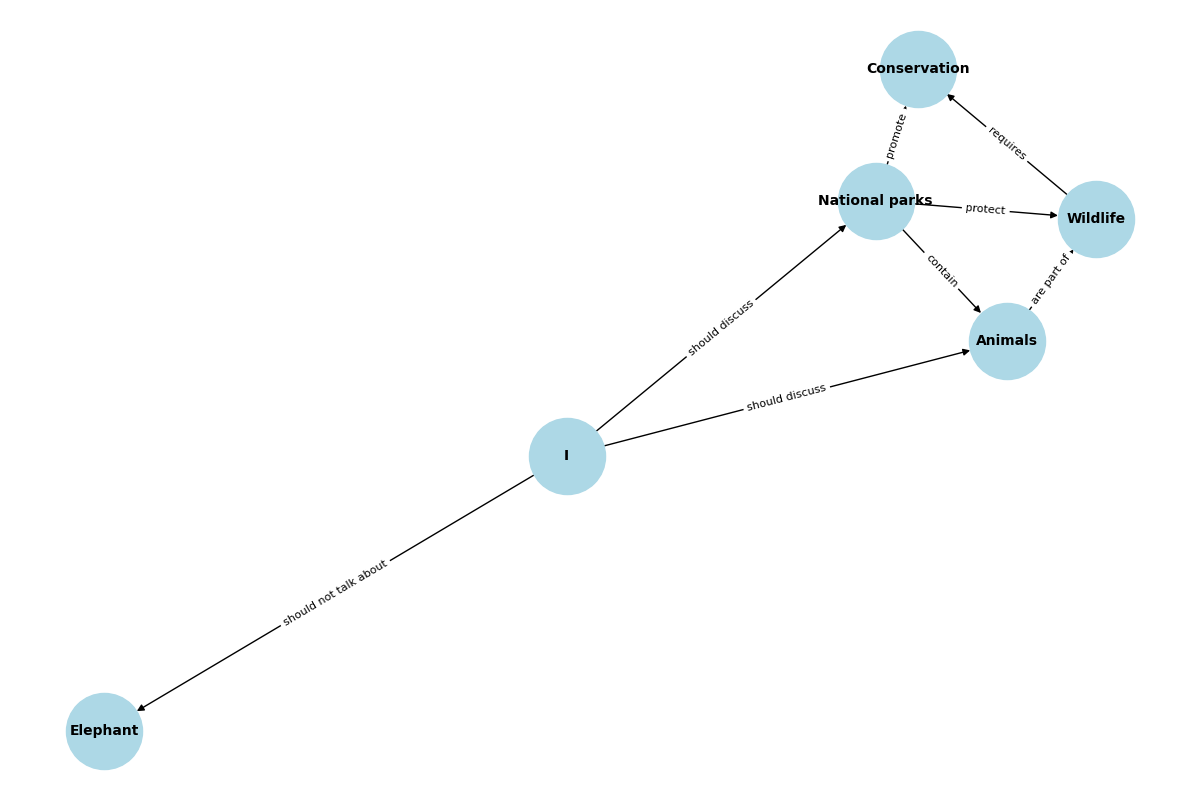 Conservation
promote
requires
National parks
protect
Wildlife
contain
are part of
should discuss
Animals
should discuss
I
should not talk about
Elephant